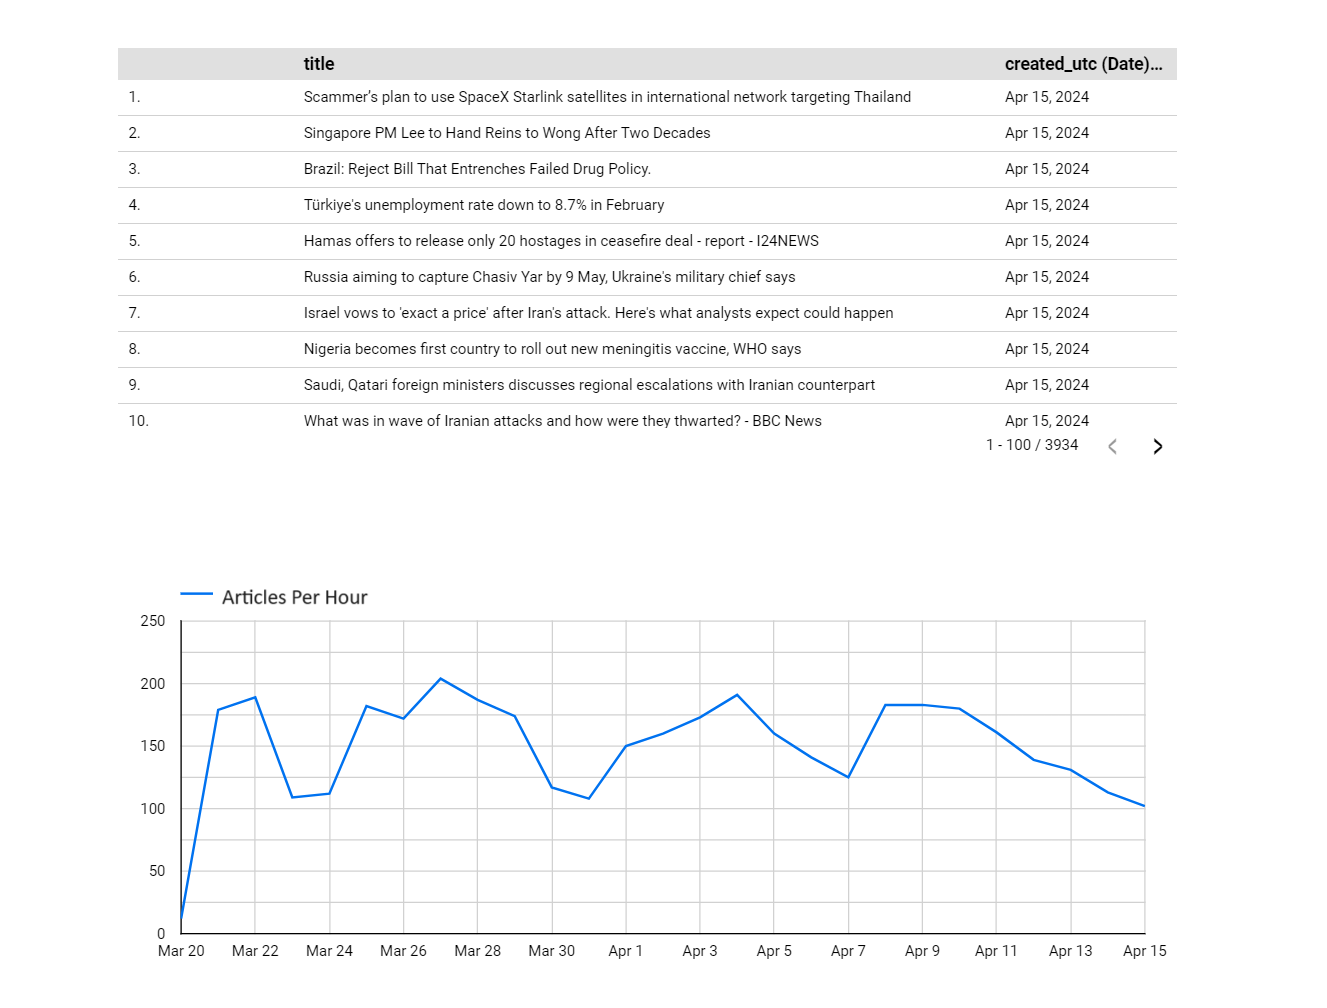 title created_utc (Date)...
1. Scammer’s plan to use SpaceX Starlink satellites in international network targeting Thailand Apr 15, 2024
2. Singapore PM Lee to Hand Reins to Wong After Two Decades Apr 15, 2024
3. Brazil: Reject Bill That Entrenches Failed Drug Policy. Apr 15, 2024
4. Türkiye's unemployment rate down to 8.7% in February Apr 15, 2024
5. Hamas offers to release only 20 hostages in ceasefire deal - report - I24NEWS Apr 15, 2024
6. Russia aiming to capture Chasiv Yar by 9 May, Ukraine's military chief says Apr 15, 2024
7. Israel vows to 'exact a price' after Iran's attack. Here's what analysts expect could happen Apr 15, 2024
8. Nigeria becomes first country to roll out new meningitis vaccine, WHO says Apr 15, 2024
9. Saudi, Qatari foreign ministers discusses regional escalations with Iranian counterpart Apr 15, 2024
10. What was in wave of Iranian attacks and how were they thwarted? - BBC News Apr 15, 2024
1 - 100 / 3934
Articles Per Hour
250
200
150
100
50
0
Mar 20 Mar 22 Mar 24 Mar 26 Mar 28 Mar 30 Apr 1 Apr 3 Apr 5 Apr 7 Apr 9 Apr 11 Apr 13 Apr 15